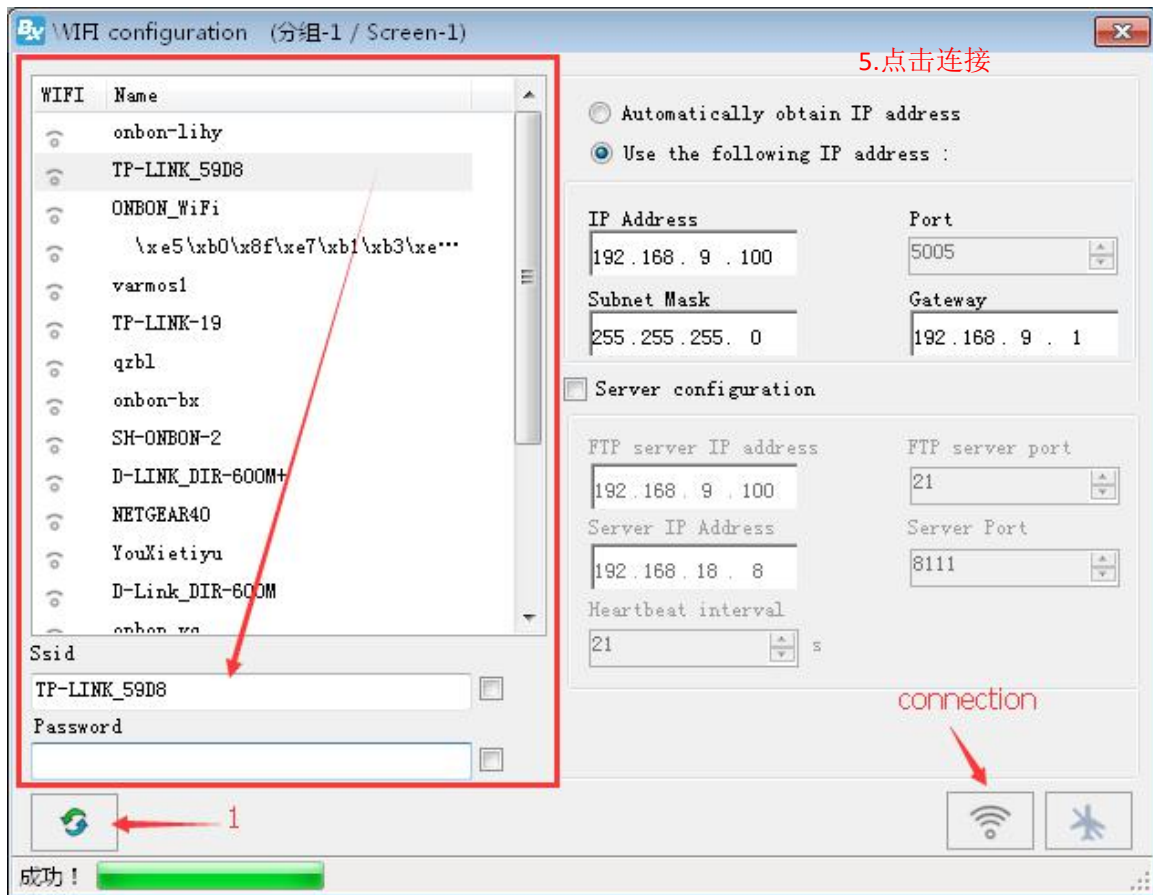 BX WIFI configuration (分组-1 / Screen-1)
5.点击连接
WIFI Name
onbon-lihy
TP-LINK_59D8
ONBON_WiFi
\xe5\xb0\x8f\xe7\xb1\xb3\xe…
varmos1
TP-LINK-19
qzbl
onbon-bx
SH-ONBON-2
D-LINK_DIR-600M+
NETGEAR40
YouXietiyu
D-Link_DIR-600M
Ssid
TP-LINK_59D8
Password
1
Automatically obtain IP address
Use the following IP address :
IP Address Port
192.168. 9 .100 5005
Subnet Mask Gateway
255.255.255. 0 192.168. 9 . 1
Server configuration
FTP server IP address FTP server port
192.168. 9 .100 21
Server IP Address Server Port
192.168.18 . 8 8111
Heartbeat interval
21 s
connection
成功！